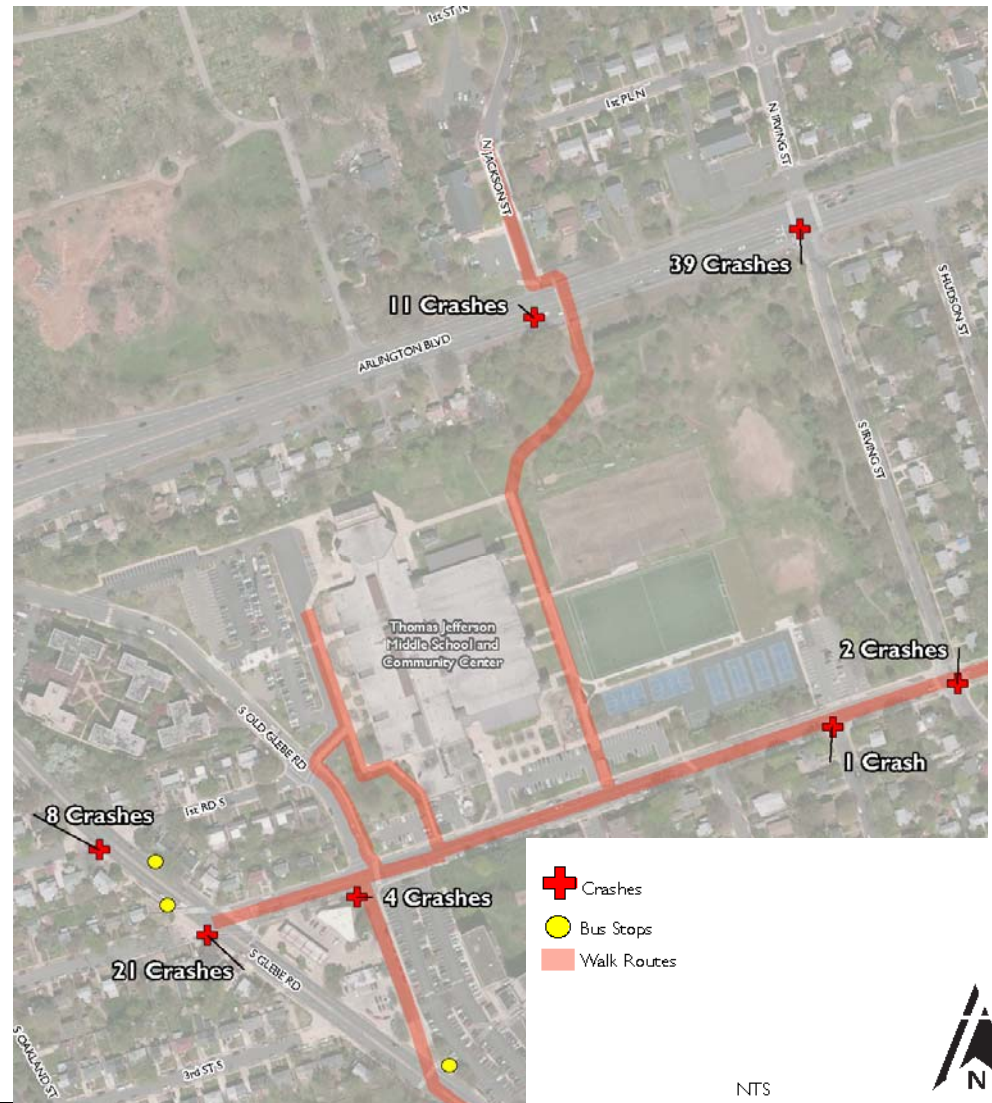 1st ST N
1st PL N
N IRVING ST
N JACKSON ST
39 Crashes
S HUDSON ST
11 Crashes
ARLINGTON BLVD
S IRVING ST
Thomas Jefferson
Middle School and
Community Center
2 Crashes
S OLD GLEBE RD
1 Crash
1st RD S
8 Crashes
4 Crashes
21 Crashes
S GLEBE RD
S OAKLAND ST
3rd ST S
Crashes
Bus Stops
Walk Routes
NTS
N